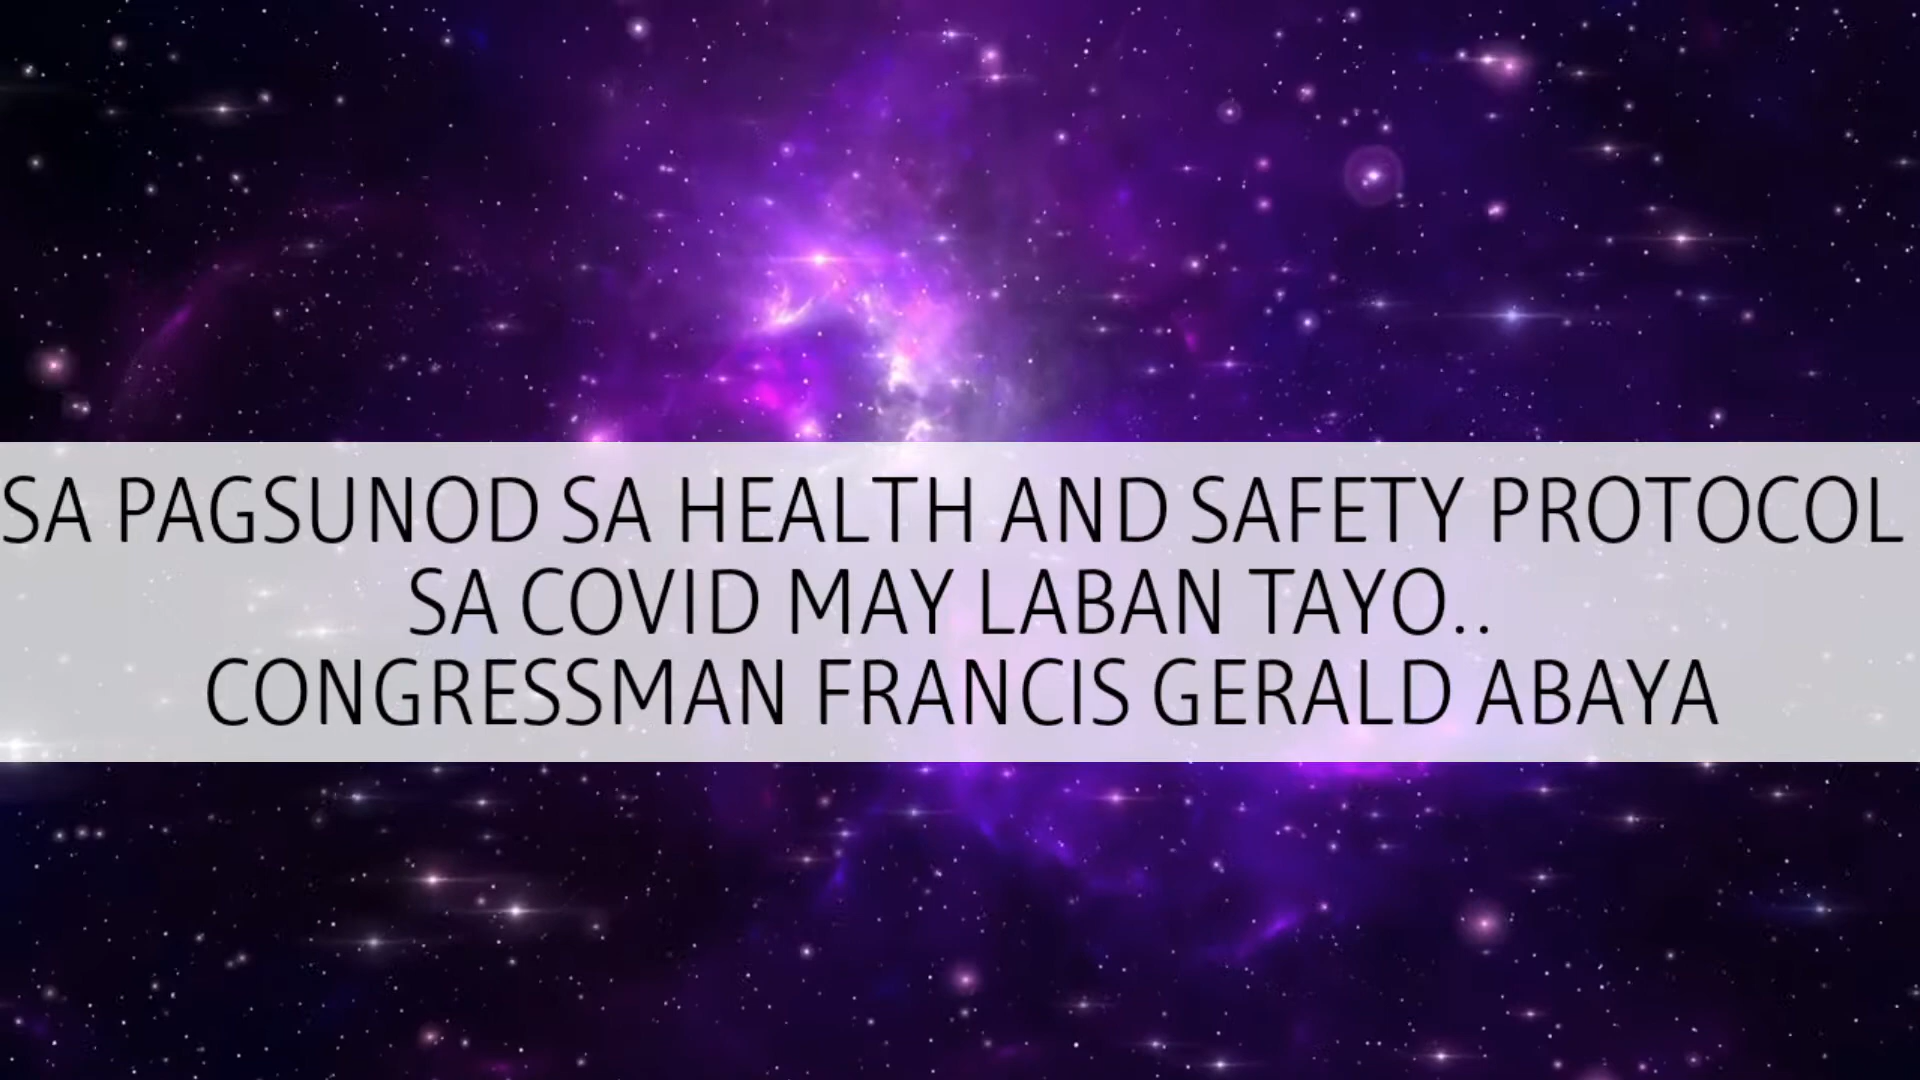 SA PAGSUNOD SA HEALTH AND SAFETY PROTOCOL
SA COVID MAY LABAN TAYO..
CONGRESSMAN FRANCIS GERALD ABAYA